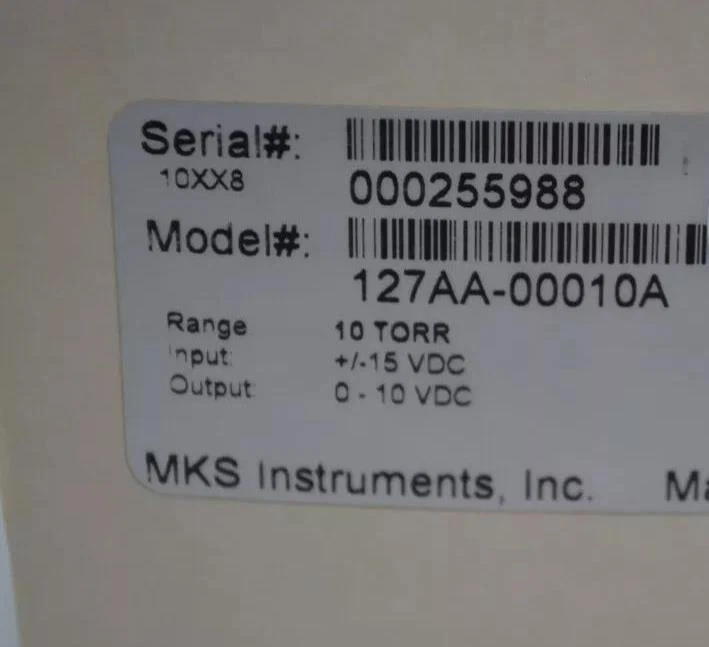 Serial#:
10XX8
000255988
Model#:
127AA-00010A
Range 10 TORR
Input: +/-15 VDC
Output: 0 - 10 VDC
MKS Instruments, Inc.